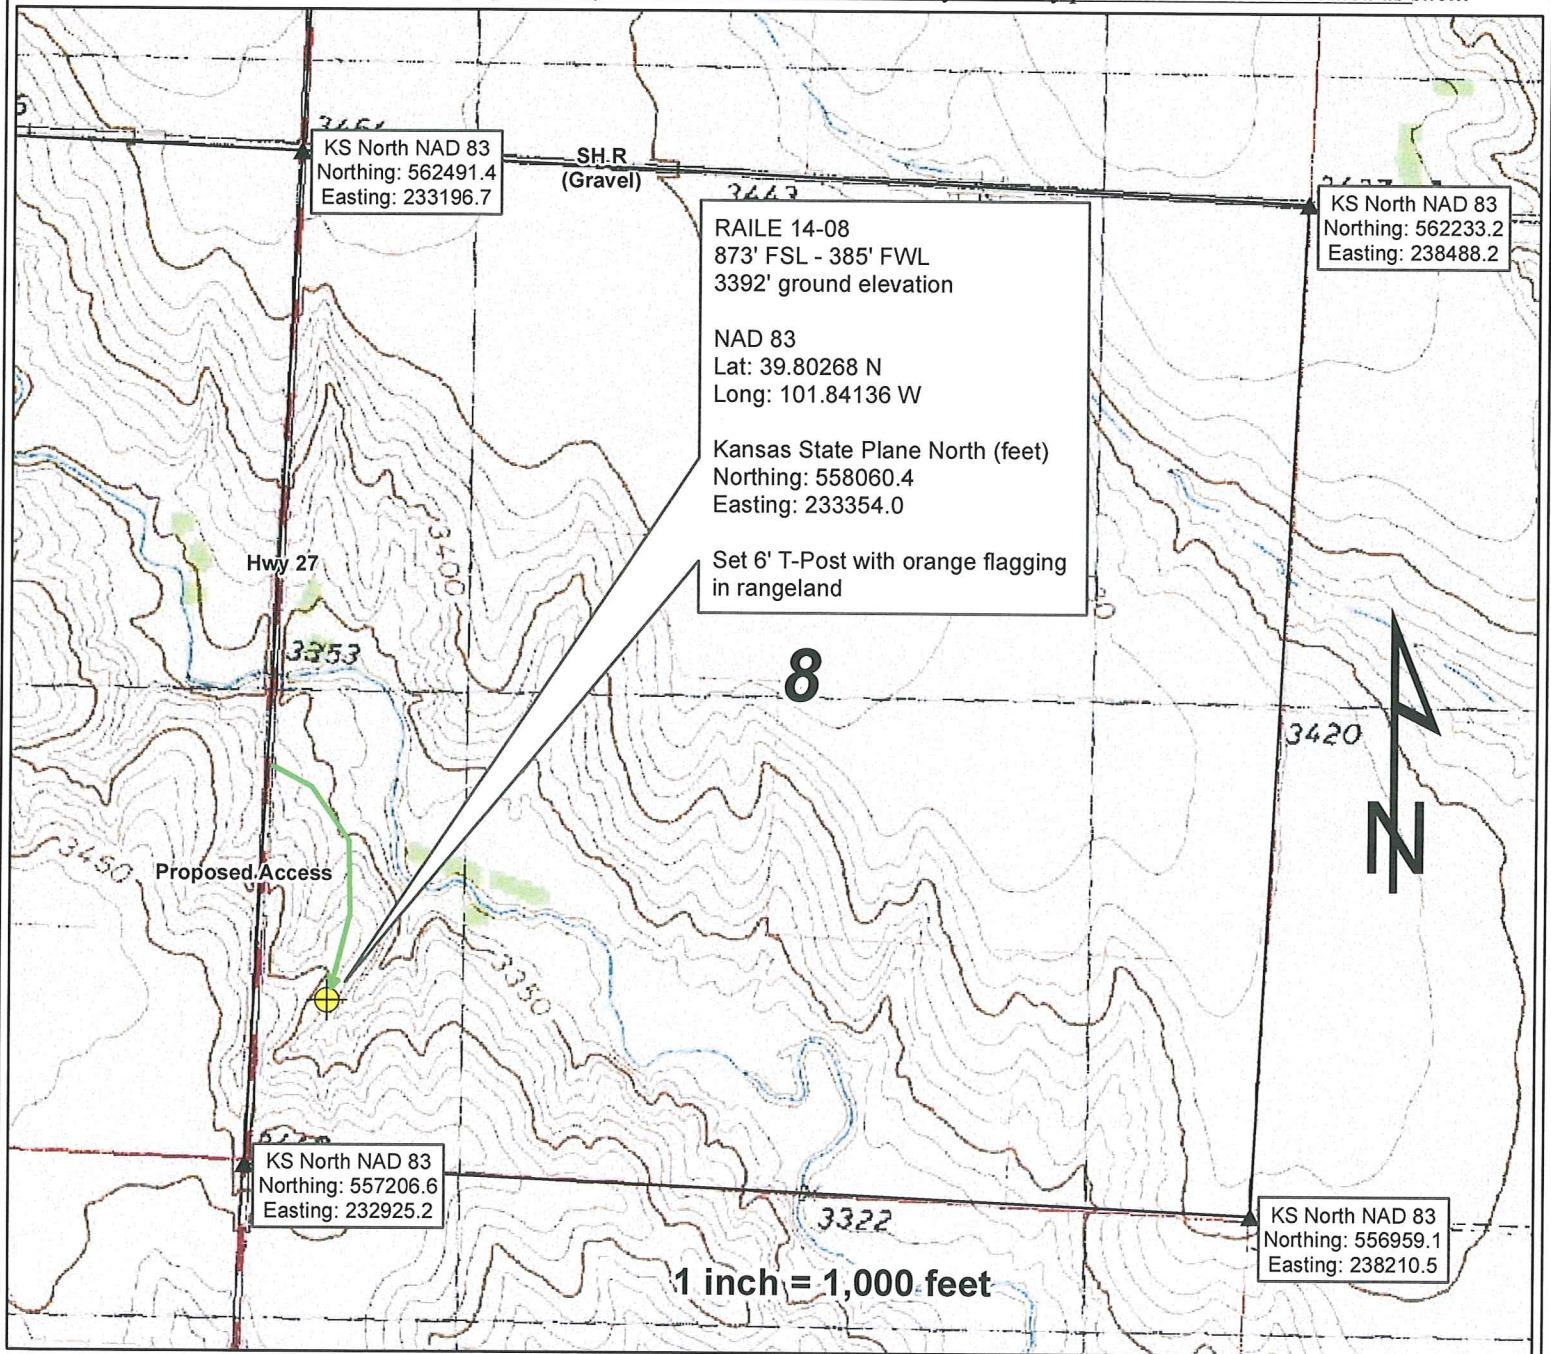 KS North NAD 83
Northing: 562491.4
Easting: 233196.7
SH R
(Gravel)
3443
KS North NAD 83
Northing: 562233.2
Easting: 238488.2
RAILE 14-08
873' FSL - 385' FWL
3392' ground elevation
NAD 83
Lat: 39.80268 N
Long: 101.84136 W
Kansas State Plane North (feet)
Northing: 558060.4
Easting: 233354.0
Set 6' T-Post with orange flagging
in rangeland
3400
Hwy 27
3353
8
3420
N
3450
Proposed Access
3350
KS North NAD 83
Northing: 557206.6
Easting: 232925.2
3322
KS North NAD 83
Northing: 556959.1
Easting: 238210.5
1 inch = 1,000 feet